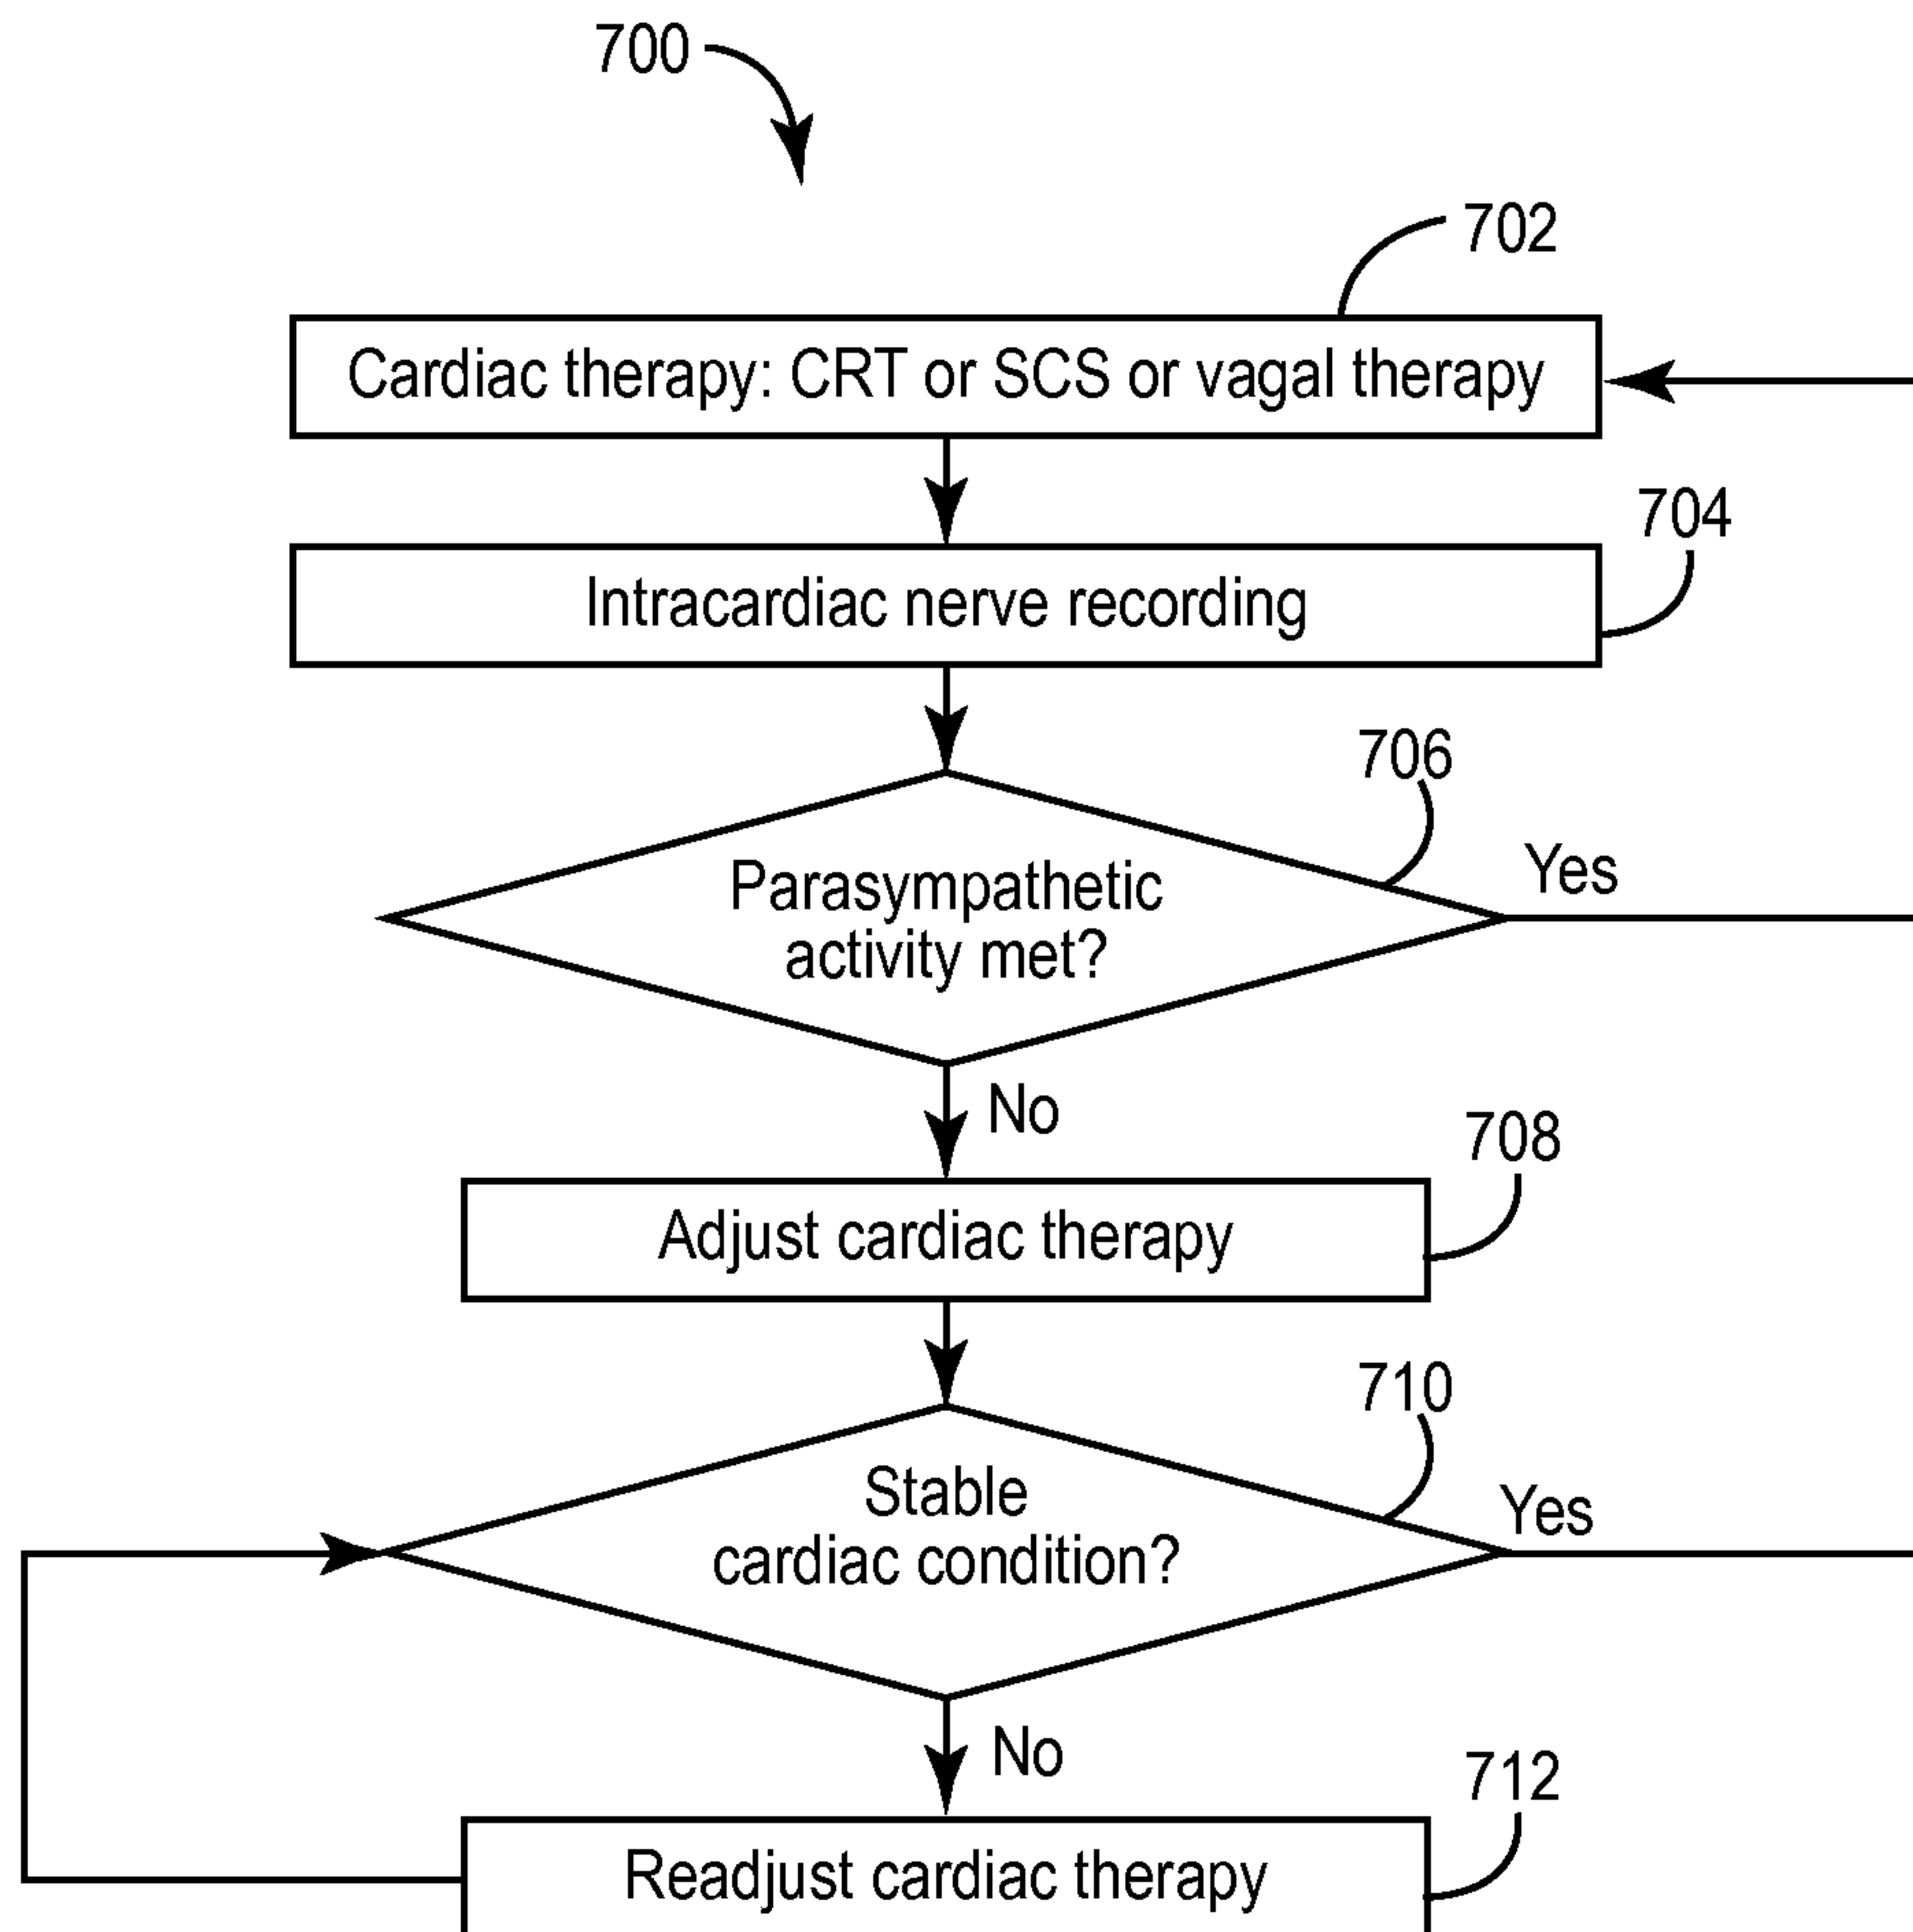 700
702
Cardiac therapy: CRT or SCS or vagal therapy
704
Intracardiac nerve recording
706
Yes
Parasympathetic
activity met?
No
708
Adjust cardiac therapy
710
Yes
Stable
cardiac condition?
No
712
Readjust cardiac therapy